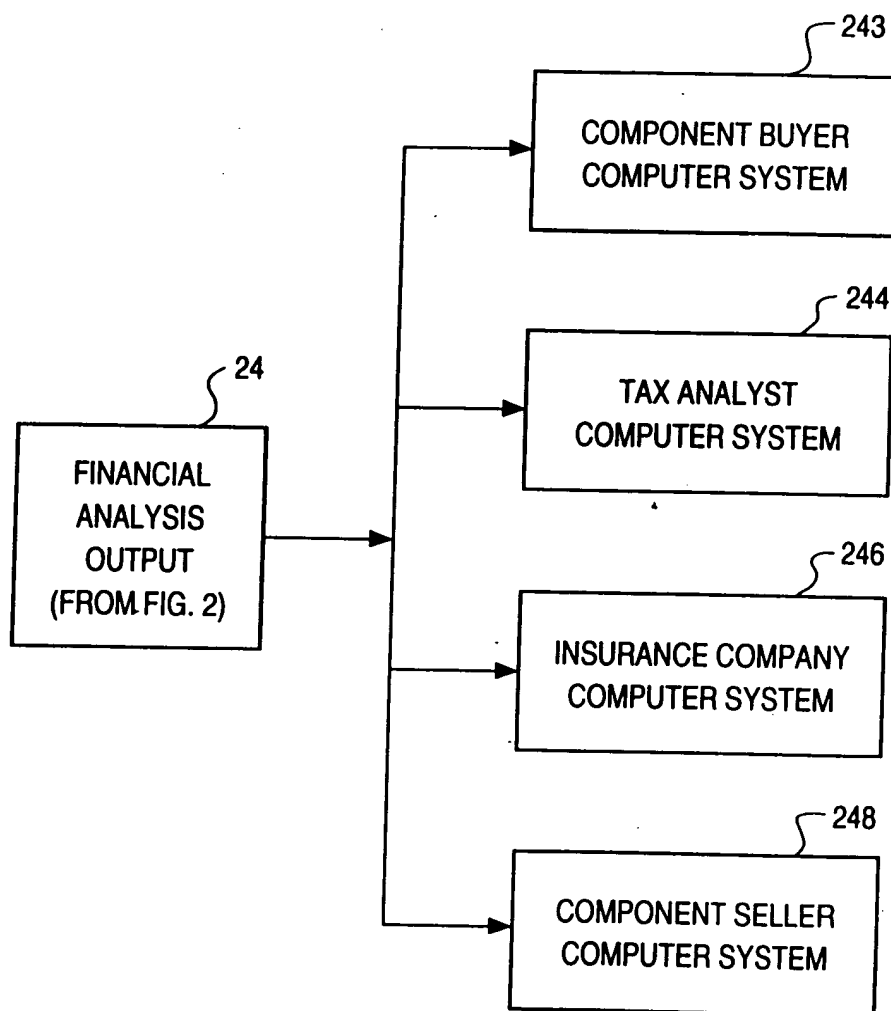 243
COMPONENT BUYER
COMPUTER SYSTEM
244
TAX ANALYST
COMPUTER SYSTEM
24
FINANCIAL
ANALYSIS
OUTPUT
(FROM FIG. 2)
246
INSURANCE COMPANY
COMPUTER SYSTEM
248
COMPONENT SELLER
COMPUTER SYSTEM